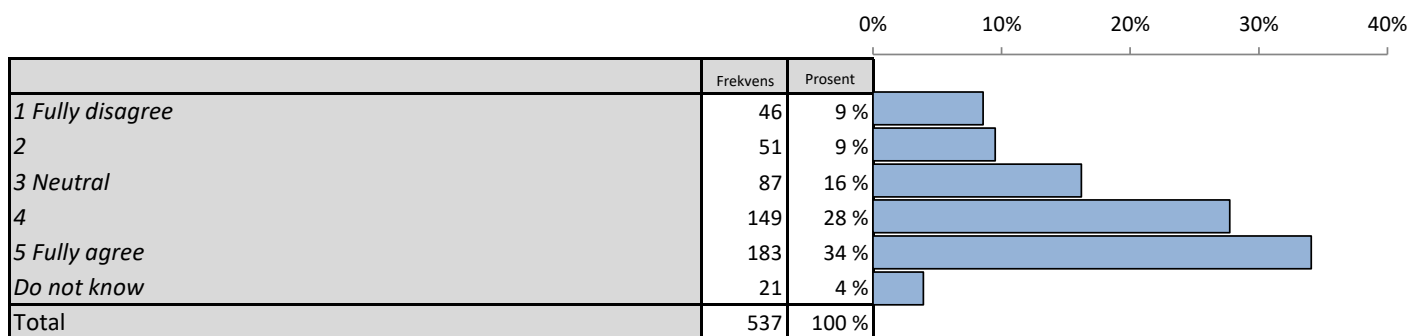 0% 10% 20% 30% 40%
Frekvens Prosent
1 Fully disagree 46 9 %
2 51 9 %
3 Neutral 87 16 %
4 149 28 %
5 Fully agree 183 34 %
Do not know 21 4 %
Total 537 100 %